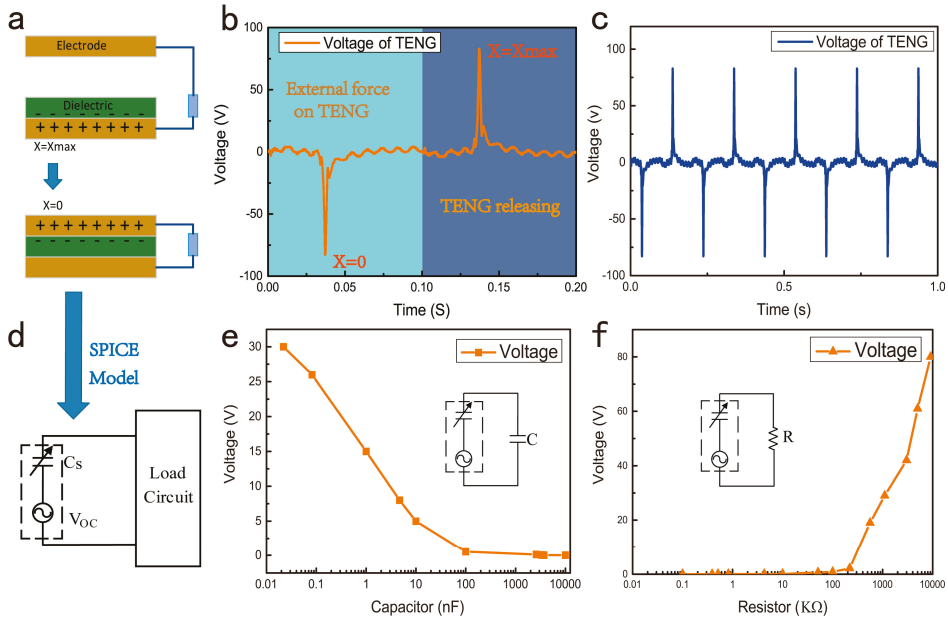 a
Electrode
Dielectric
- - - - - - - -
+ + + + + + + +
X=Xmax
X=0
+ + + + + + + +
- - - - - - - -
b
Voltage of TENG
External force
on TENG
X=Xmax
X=0
TENG releasing
100
50
0
-50
-100
Voltage (V)
0.00
0.05
0.10
0.15
0.20
Time (S)
c
Voltage of TENG
100
50
0
-50
-100
Voltage (v)
0.0
0.5
1.0
Time (s)
d
SPICE
Model
Cs
VOC
Load
Circuit
e
Voltage
C
30
25
20
15
10
5
0
Voltage (V)
0.01
0.1
1
10
100
1000
10000
Capacitor (nF)
f
Voltage
R
80
60
40
20
0
Voltage (V)
0.01
0.1
1
10
100
1000
10000
Resistor (KΩ)